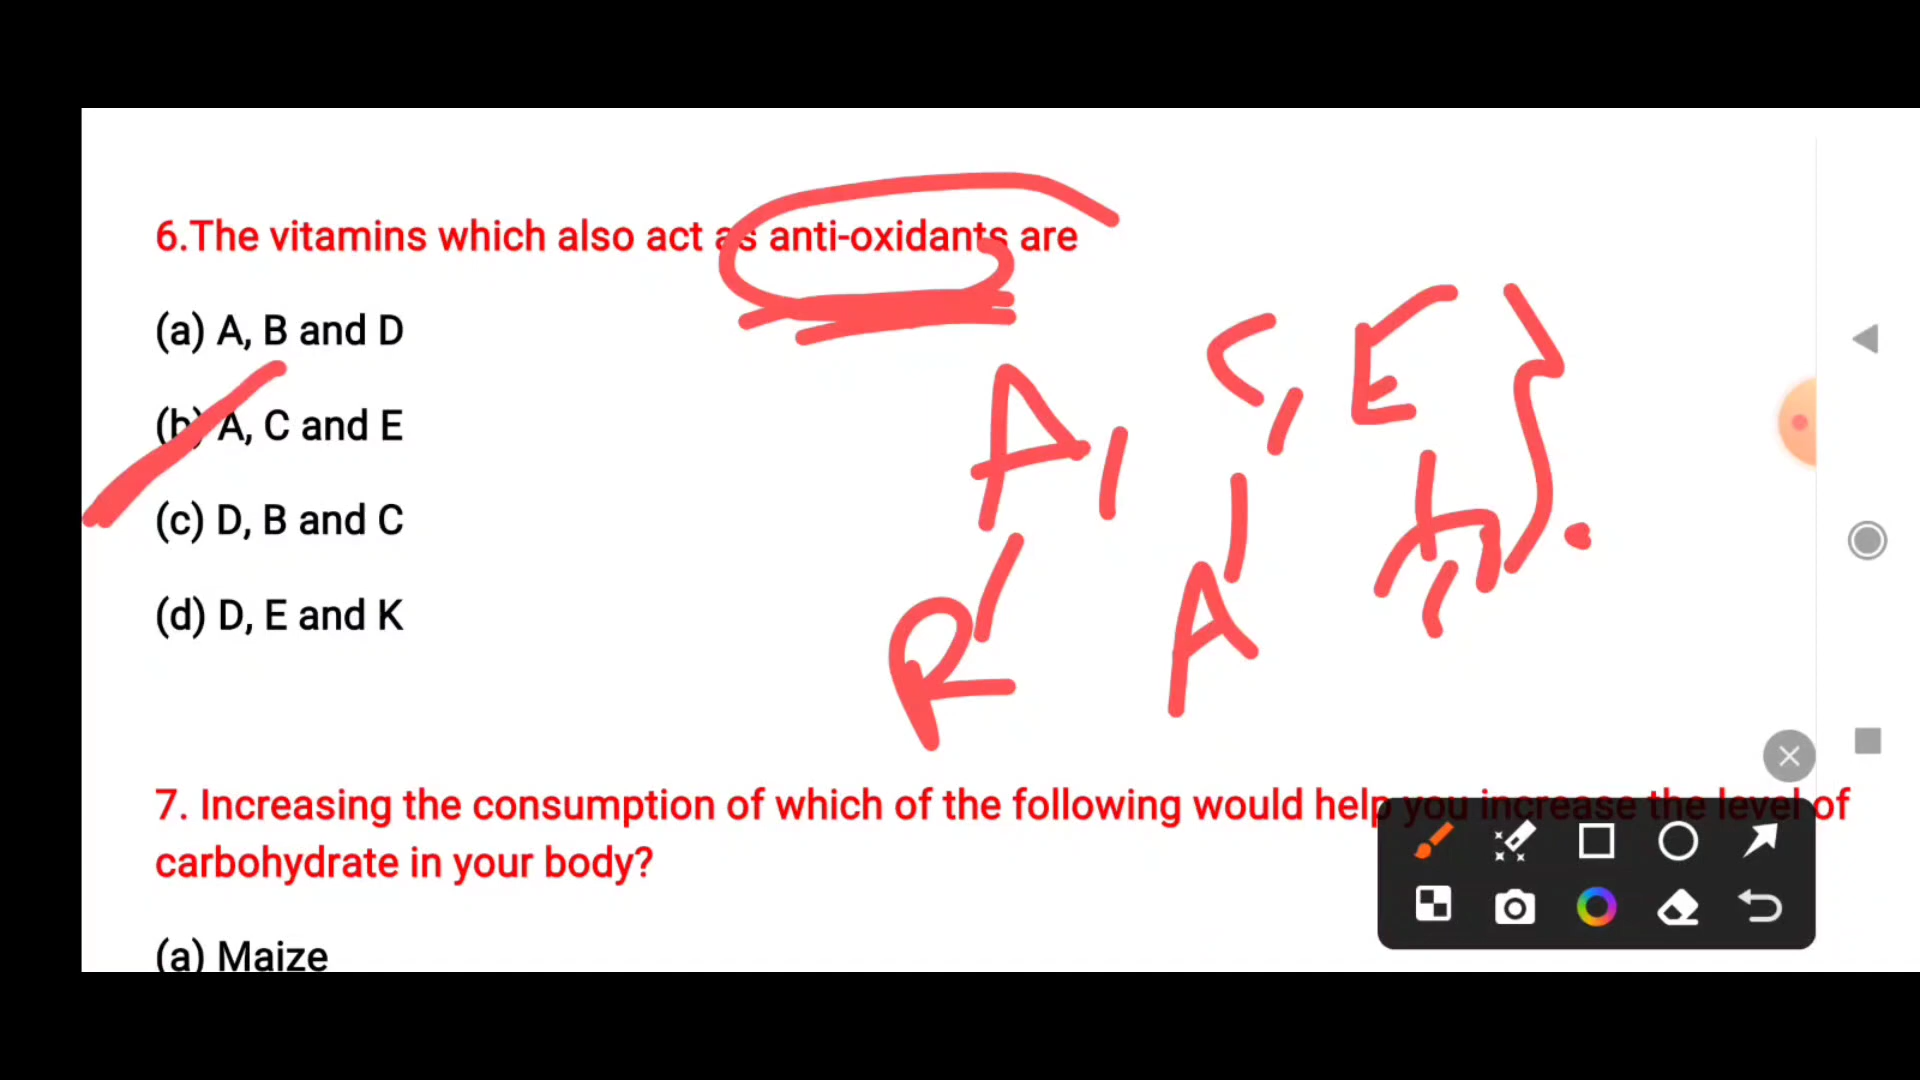 6.The vitamins which also act as anti-oxidants are
(a) A, B and D
(b) A, C and E
(c) D, B and C
(d) D, E and K
A, C, E
R A
7. Increasing the consumption of which of the following would help you increase the level of
carbohydrate in your body?
(a) Maize